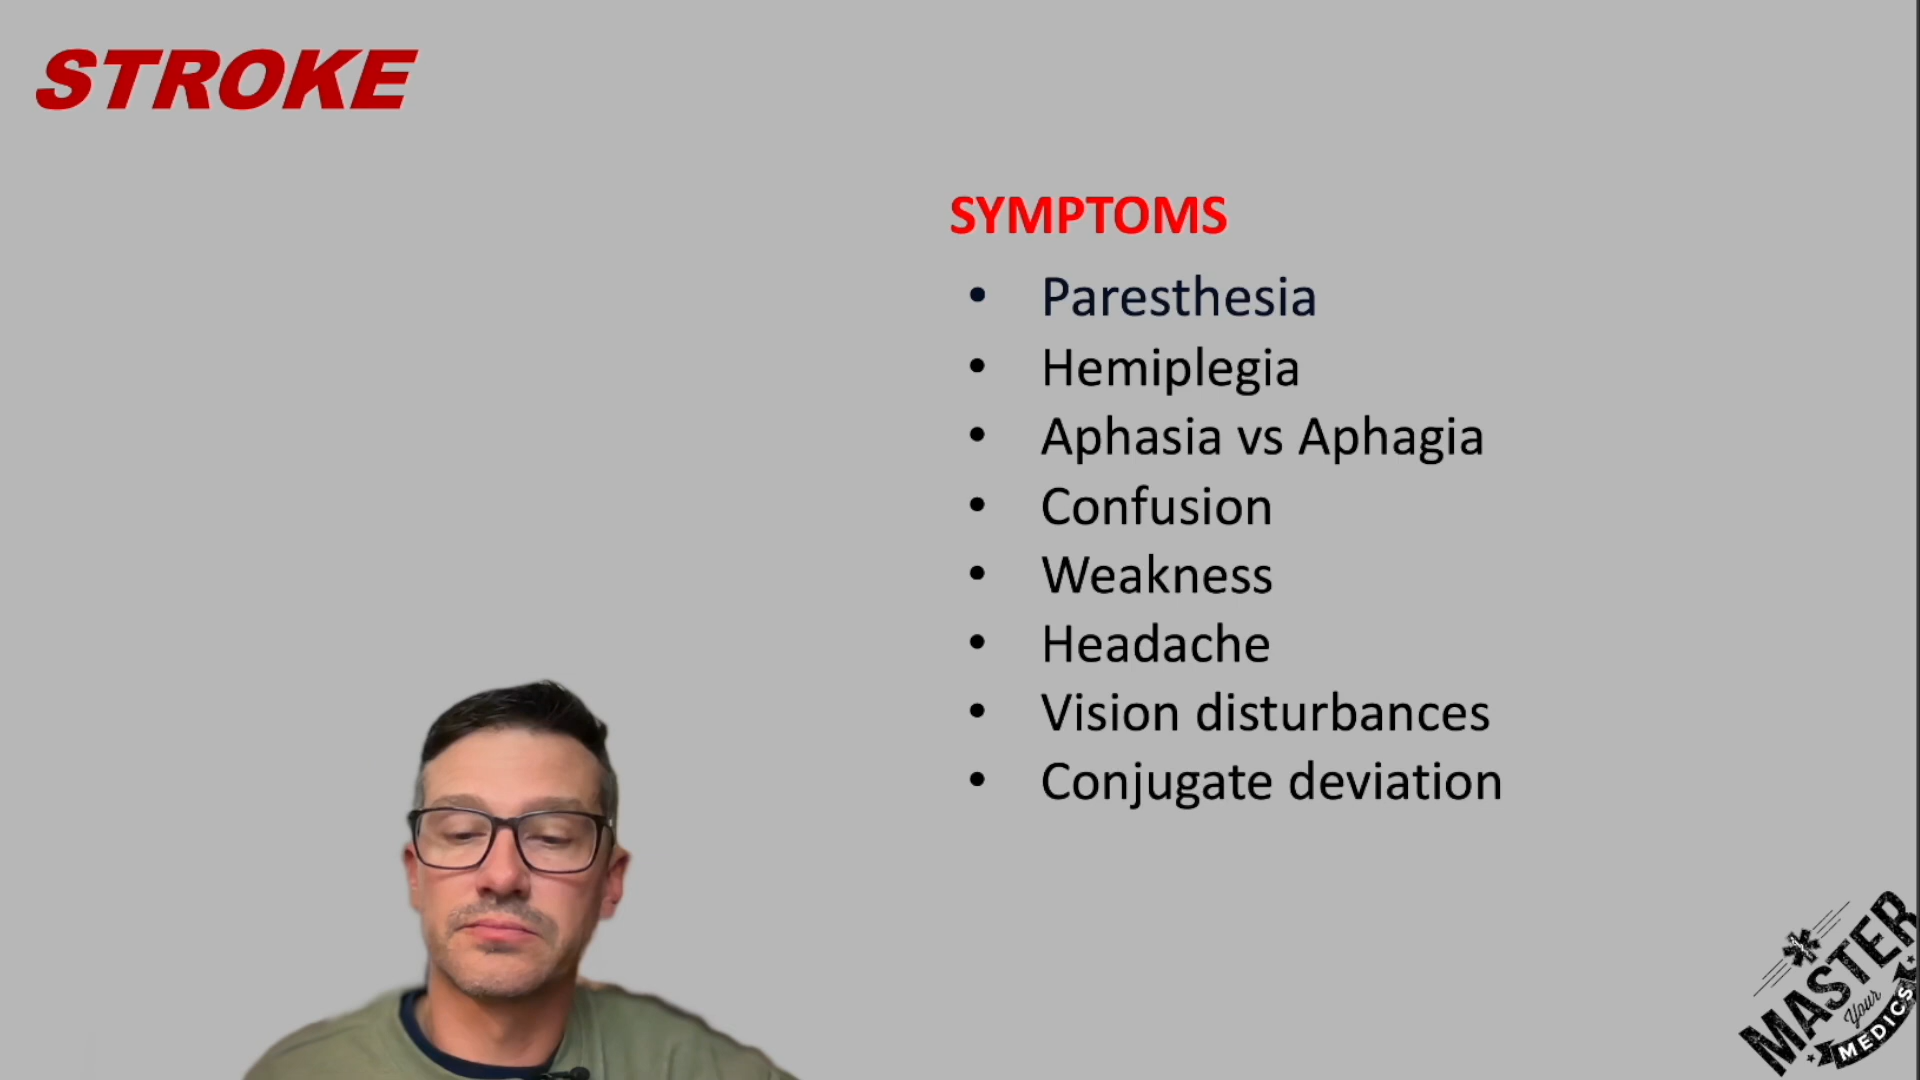 STROKE
SYMPTOMS
• Paresthesia
• Hemiplegia
• Aphasia vs Aphagia
• Confusion
• Weakness
• Headache
• Vision disturbances
• Conjugate deviation
MASTER
Your
MEDICS